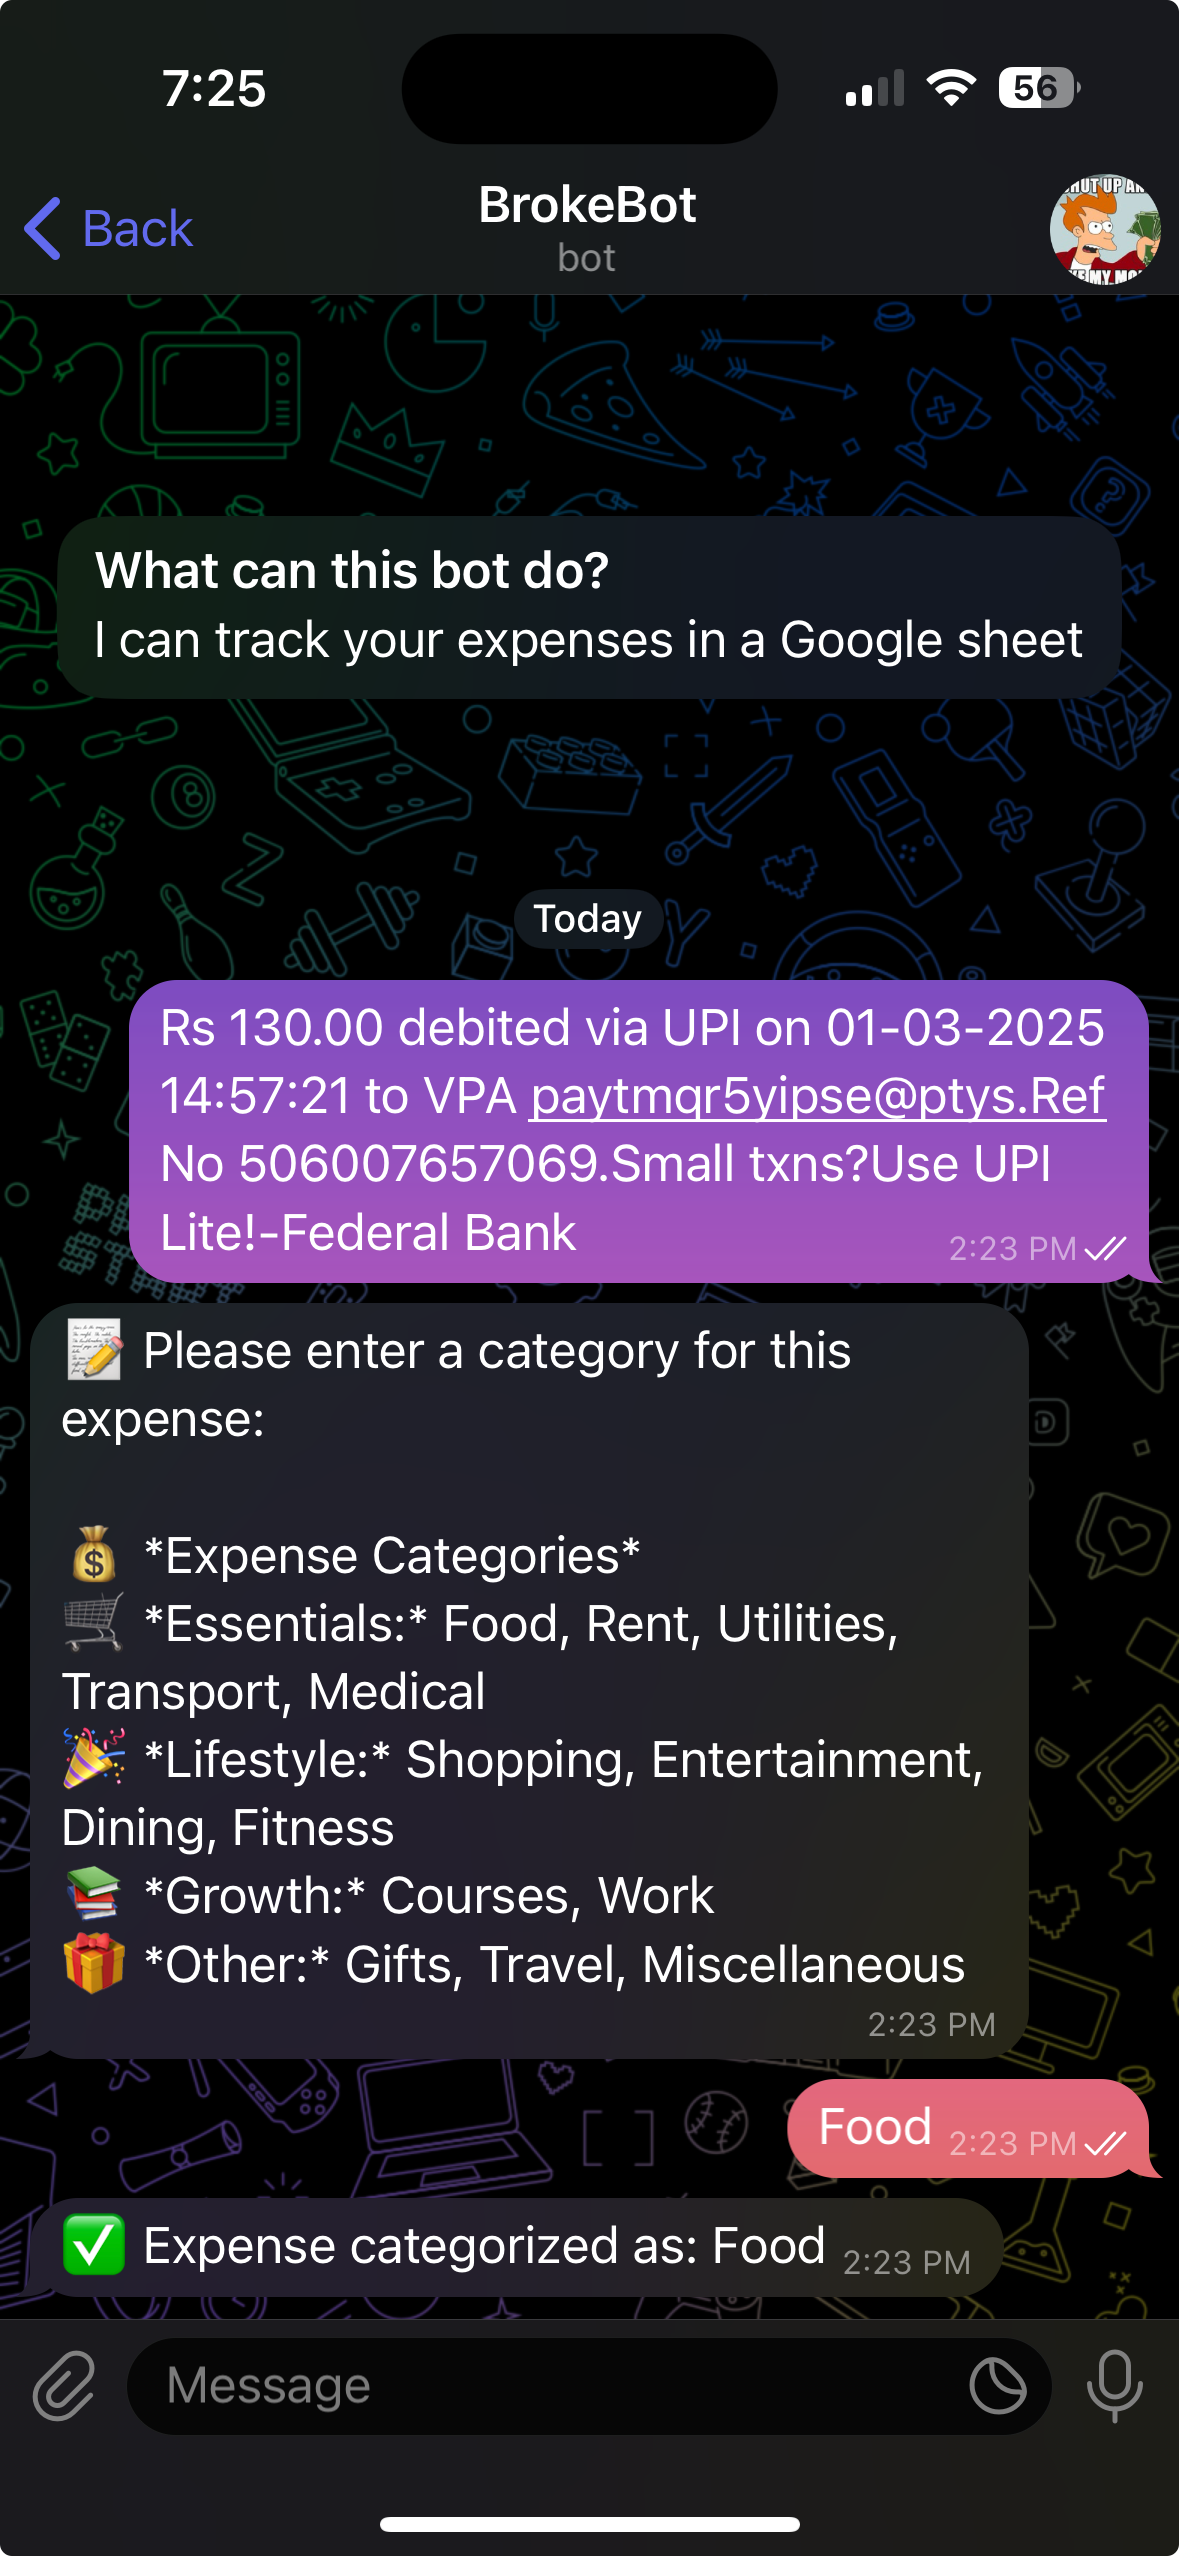 7:25
56
Back
BrokeBot
bot
HUT UP AN
KE MY MO
What can this bot do?
I can track your expenses in a Google sheet
Today
Rs 130.00 debited via UPI on 01-03-2025
14:57:21 to VPA paytmqr5yipse@ptys.Ref
No 506007657069.Small txns?Use UPI
Lite!-Federal Bank
2:23 PM
📝 Please enter a category for this
expense:
💰 *Expense Categories*
🛒 *Essentials:* Food, Rent, Utilities,
Transport, Medical
🎉 *Lifestyle:* Shopping, Entertainment,
Dining, Fitness
📚 *Growth:* Courses, Work
🎁 *Other:* Gifts, Travel, Miscellaneous
2:23 PM
Food 2:23 PM
✅ Expense categorized as: Food 2:23 PM
Message